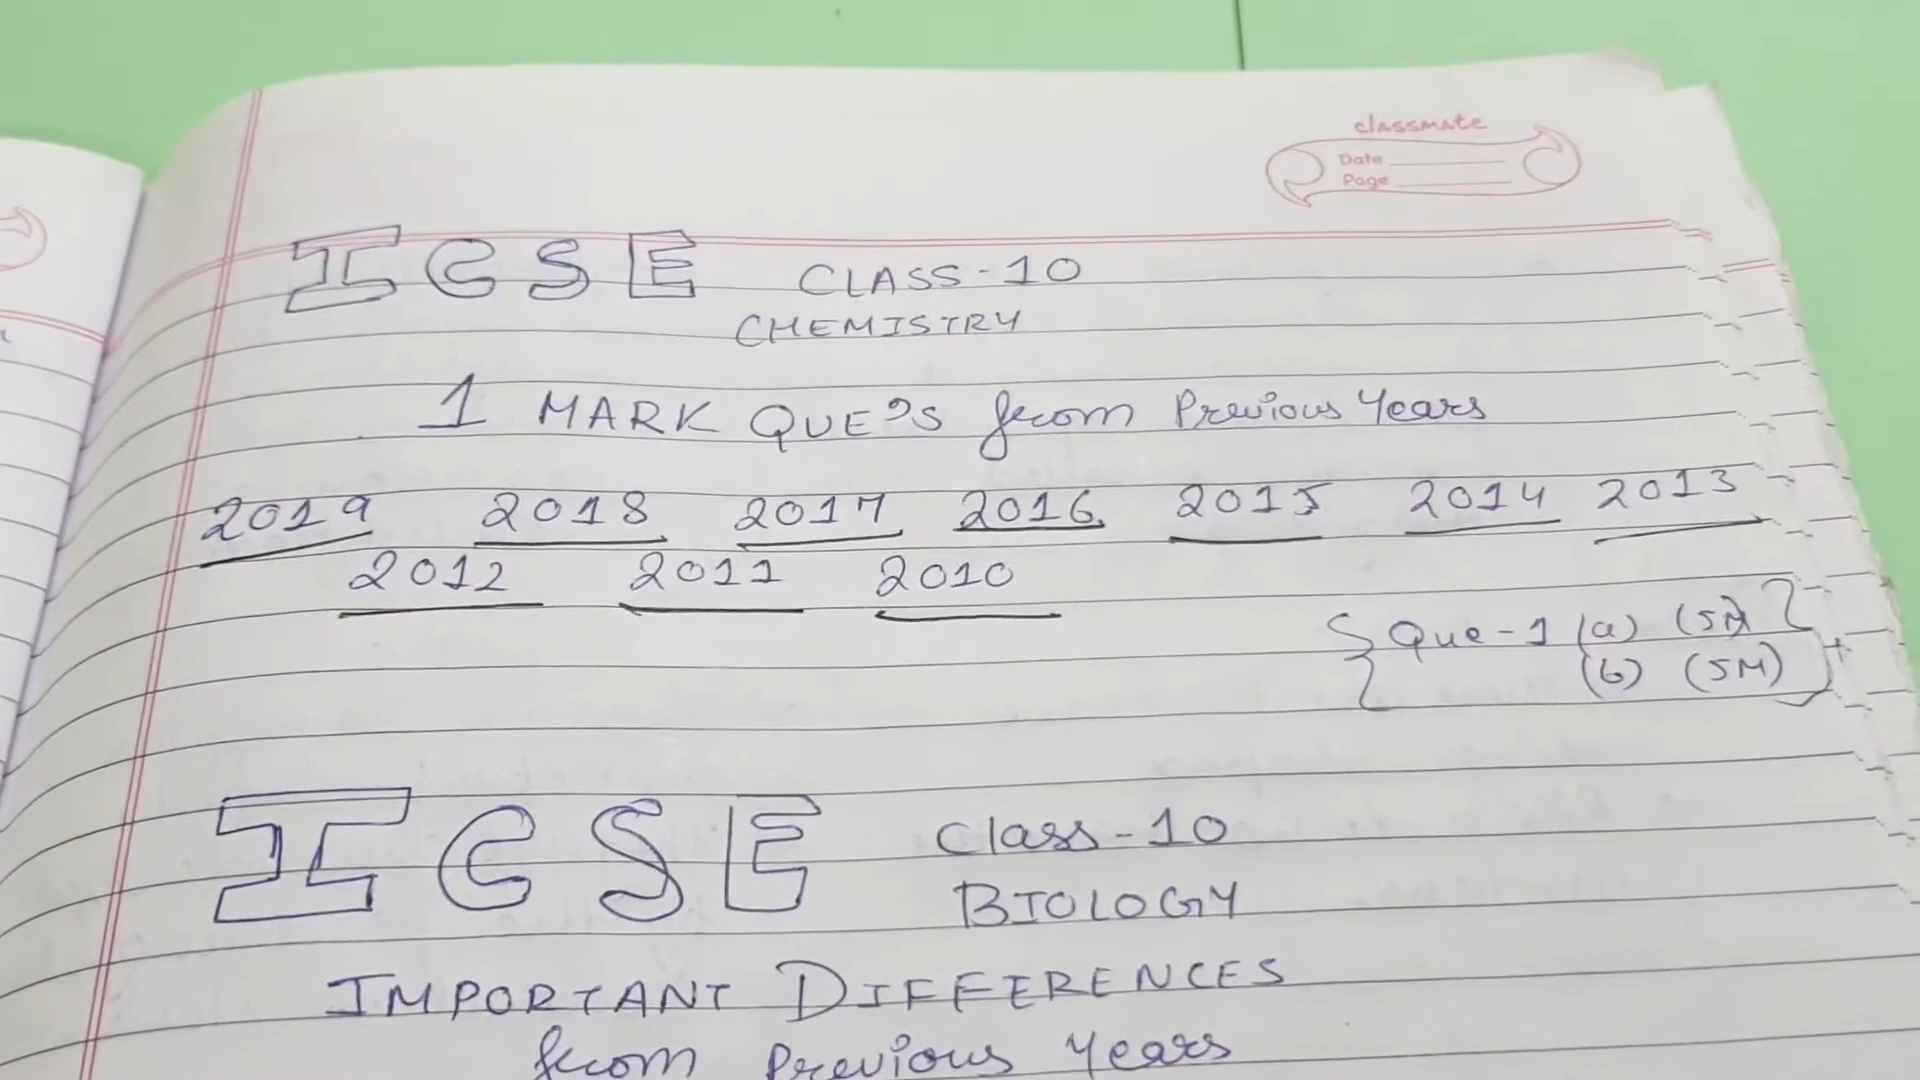 classmate
Date
Page
ICSE CLASS-10
CHEMISTRY
1 MARK QUE'S from Previous Years
2019 2018 2017 2016 2015 2014 2013
2012 2011 2010
{ Que-1 (a) (5M) }
(b) (5M)
ICSE Class-10
BIOLOGY
IMPORTANT DIFFERENCES
from Previous Years